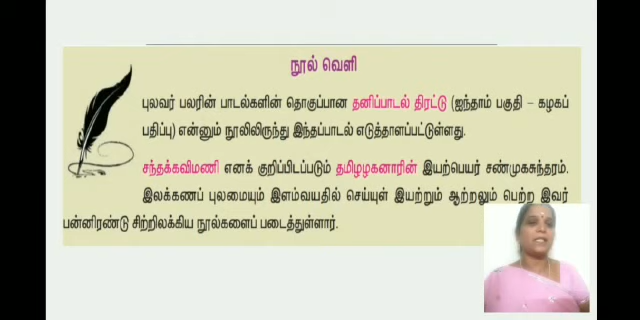 நூல் வெளி
புலவர் பலரின் பாடல்களின் தொகுப்பான தனிப்பாடல் திரட்டு (ஐந்தாம் பகுதி – கழகப்
பதிப்பு) என்னும் நூலிலிருந்து இந்தப்பாடல் எடுத்தாளப்பட்டுள்ளது.
சந்தக்கவிமணி எனக் குறிப்பிடப்படும் தமிழழகனாரின் இயற்பெயர் சண்முகசுந்தரம்.
இலக்கணப் புலமையும் இளம்வயதில் செய்யுள் இயற்றும் ஆற்றலும் பெற்ற இவர்
பன்னிரண்டு சிற்றிலக்கிய நூல்களைப் படைத்துள்ளார்.